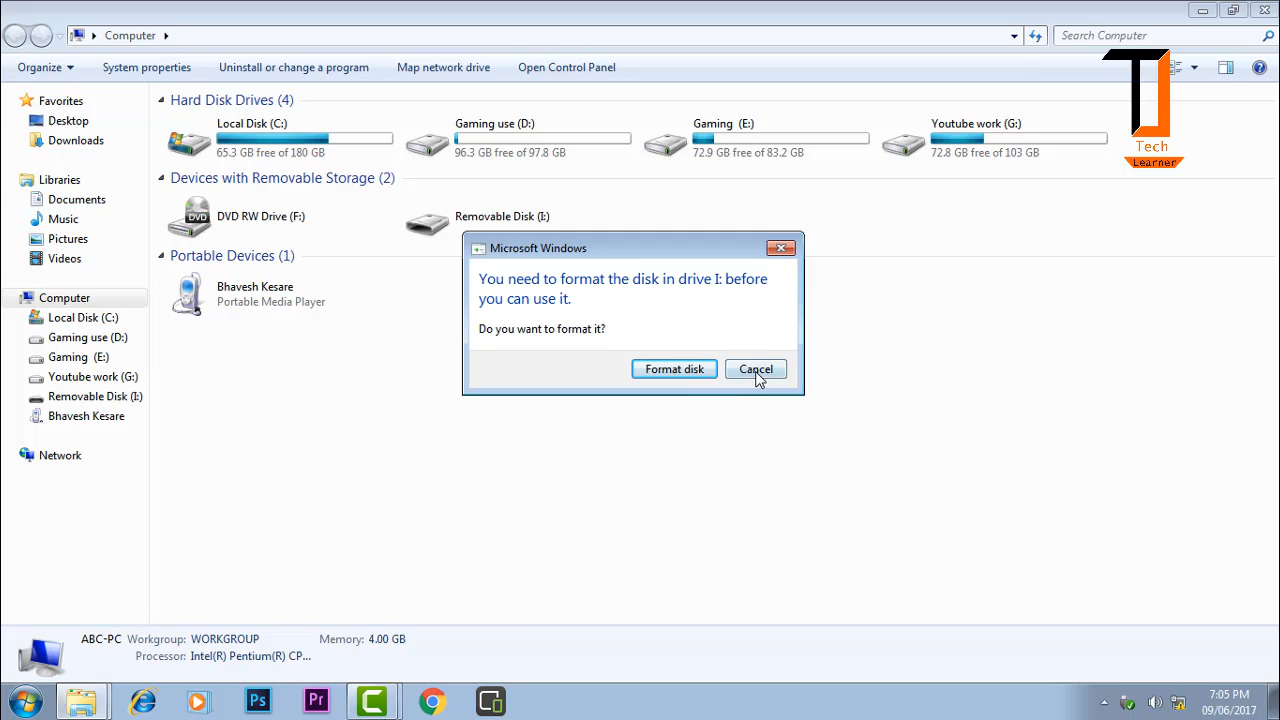 Computer
Search Computer
Organize
System properties
Uninstall or change a program
Map network drive
Open Control Panel
Tech
Learner
Favorites
Desktop
Downloads
Libraries
Documents
Music
Pictures
Videos
Computer
Local Disk (C:)
Gaming use (D:)
Gaming  (E:)
Youtube work (G:)
Removable Disk (I:)
Bhavesh Kesare
Network
Hard Disk Drives (4)
Local Disk (C:)
65.3 GB free of 180 GB
Gaming use (D:)
96.3 GB free of 97.8 GB
Gaming  (E:)
72.9 GB free of 83.2 GB
Youtube work (G:)
72.8 GB free of 103 GB
Devices with Removable Storage (2)
DVD
DVD RW Drive (F:)
Removable Disk (I:)
Portable Devices (1)
Bhavesh Kesare
Portable Media Player
Microsoft Windows
You need to format the disk in drive I: before
you can use it.
Do you want to format it?
Format disk
Cancel
ABC-PC
Workgroup: WORKGROUP
Memory: 4.00 GB
Processor: Intel(R) Pentium(R) CP...
Ps
Pr
7:05 PM
09/06/2017